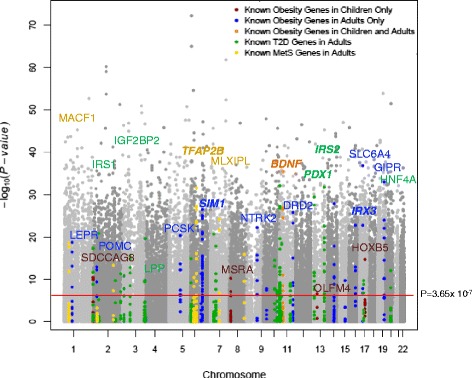 Known Obesity Genes in Children Only
Known Obesity Genes in Adults Only
Known Obesity Genes in Children and Adults
Known T2D Genes in Adults
Known MetS Genes in Adults
70
60
50
40
30
20
10
0
−log10(P−value)
MACF1
IGF2BP2
IRS1
TFAP2B
MLXIPL
BDNF
IRS2
PDX1
SLC6A4
GIPR
HNF4A
SIM1
DRD2
IRX3
NTRK2
PCSK
LEPR
POMC
SDCCAG8
LPP
MSRA
HOXB5
OLFM4
P=3.65x 10-7
1 2 3 4 5 6 7 8 9 11 13 15 17 19 22
Chromosome